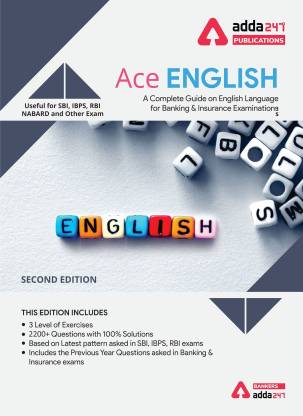 adda247
PUBLICATIONS
Ace ENGLISH
A Complete Guide on English Language
for Banking & Insurance Examinations
s
Useful for SBI, IBPS, RBI
NABARD and Other Exam
F B
L
L
S M
ENGLISH
SECOND EDITION
THIS EDITION INCLUDES
• 3 Level of Exercises
• 2200+ Questions with 100% Solutions
• Based on Latest pattern asked in SBI, IBPS, RBI exams
• Includes the Previous Year Questions asked in Banking &
Insurance exams
BANKERS
adda247